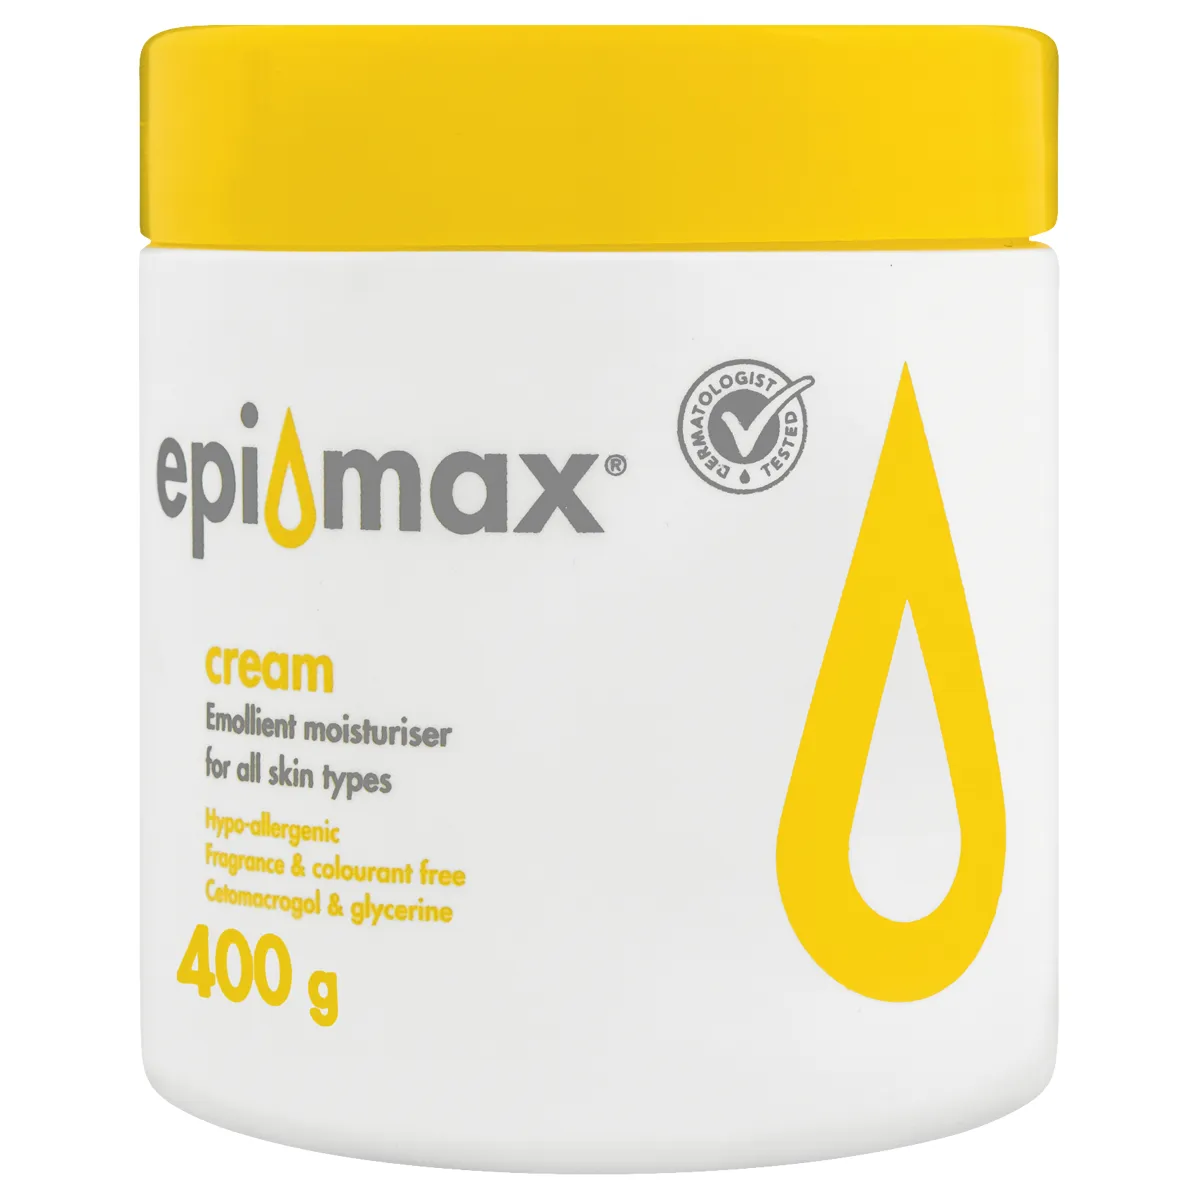 DERMATOLOGIST TESTED
epimax®
cream
Emollient moisturiser
for all skin types
Hypo-allergenic
Fragrance & colourant free
Cetomacrogol & glycerine
400 g